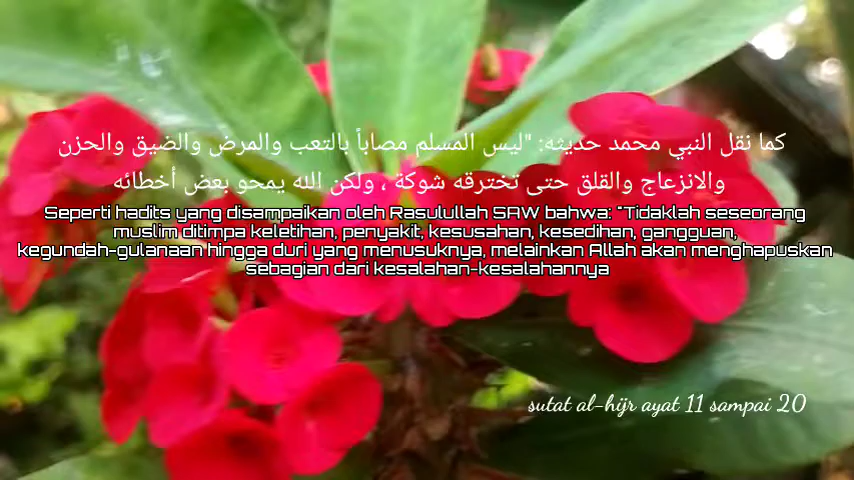 كما نقل النبي محمد حديثه: "ليس المسلم مصاباً بالتعب والمرض والضيق والحزن
والانزعاج والقلق حتى تخترقه شوكة ، ولكن الله يمحو بعض أخطائه
Seperti hadits yang disampaikan oleh Rasulullah SAW bahwa: "Tidaklah seseorang
muslim ditimpa keletihan, penyakit, kesusahan, kesedihan, gangguan,
kegundah-gulanaan hingga duri yang menusuknya, melainkan Allah akan menghapuskan
sebagian dari kesalahan-kesalahannya
sutat al-hijr ayat 11 sampai 20